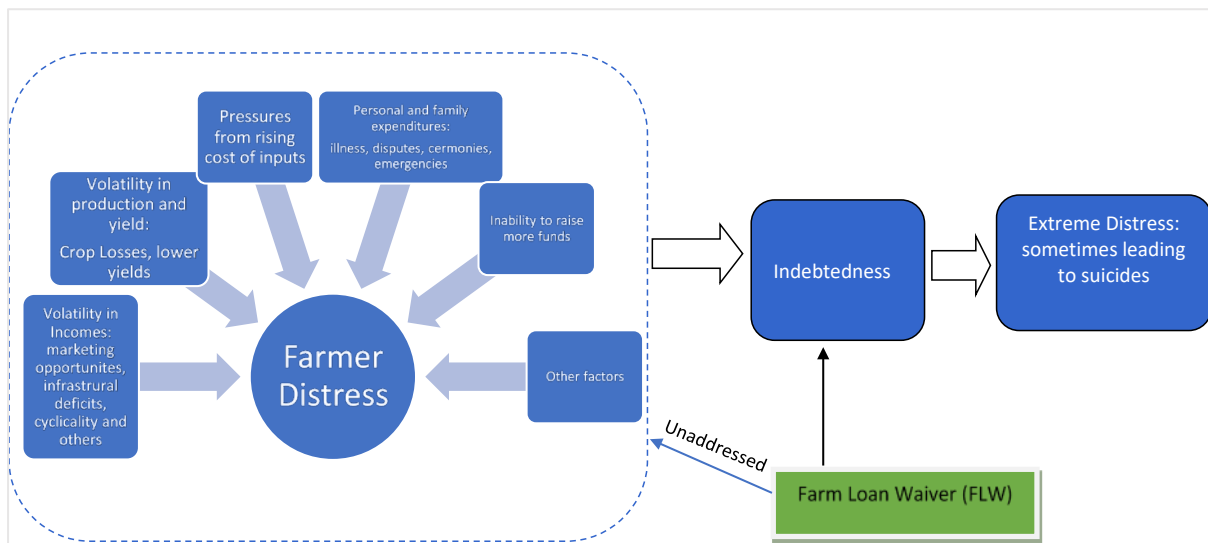 Pressures
from rising
cost of inputs
Personal and family
expenditures:
illness, disputes, cermonies,
emergencies
Volatility in
production and
yield:
Crop Losses, lower
yields
Inability to raise
more funds
Volatility in
Incomes:
marketing
opportunites,
infrastrural
deficits,
cyclicality and
others
Farmer
Distress
Other factors
Indebtedness
Extreme Distress:
sometimes leading
to suicides
Unaddressed
Farm Loan Waiver (FLW)